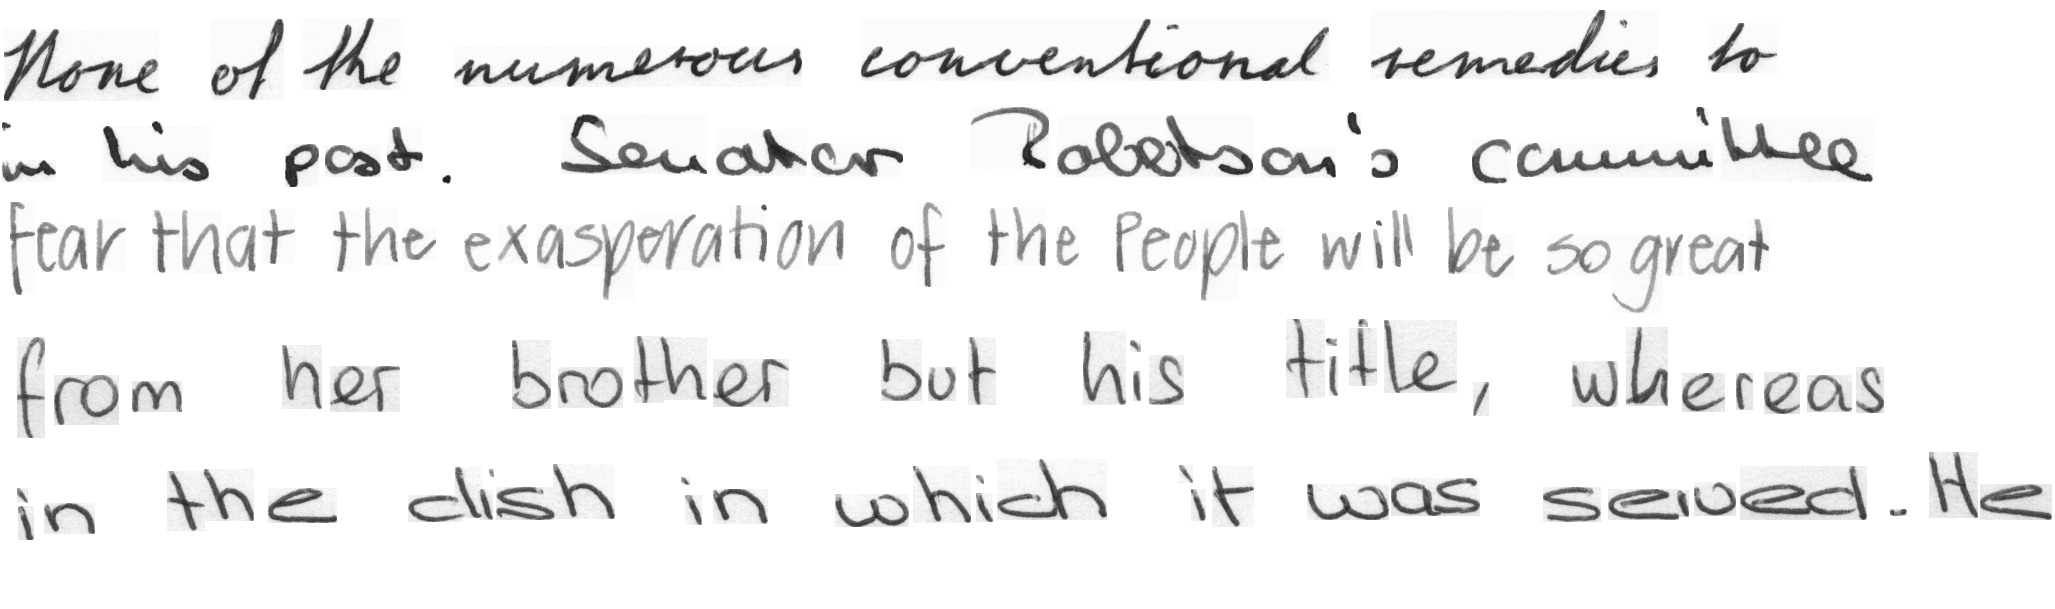 None of the numerous conventional remedies to
in his post. Senator Robertson's committee
fear that the exasperation of the People will be so great
from her brother but his title, whereas
in the dish in which it was served. He